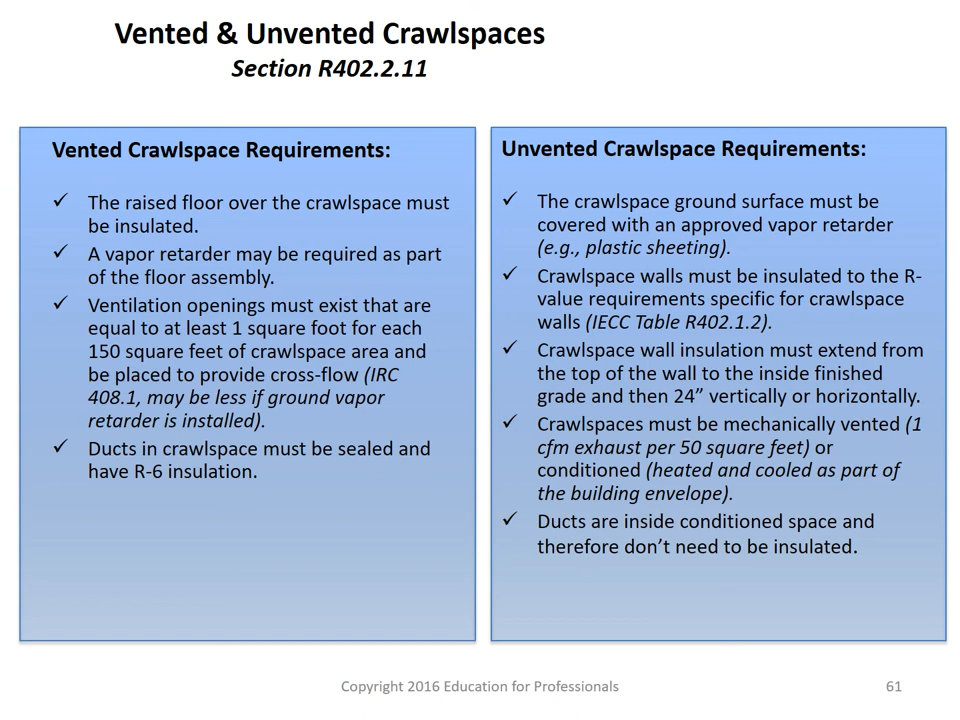 Vented & Unvented Crawlspaces
Section R402.2.11
Vented Crawlspace Requirements:
✓ The raised floor over the crawlspace must
be insulated.
✓ A vapor retarder may be required as part
of the floor assembly.
✓ Ventilation openings must exist that are
equal to at least 1 square foot for each
150 square feet of crawlspace area and
be placed to provide cross-flow (IRC
408.1, may be less if ground vapor
retarder is installed).
✓ Ducts in crawlspace must be sealed and
have R-6 insulation.
Unvented Crawlspace Requirements:
✓ The crawlspace ground surface must be
covered with an approved vapor retarder
(e.g., plastic sheeting).
✓ Crawlspace walls must be insulated to the R-
value requirements specific for crawlspace
walls (IECC Table R402.1.2).
✓ Crawlspace wall insulation must extend from
the top of the wall to the inside finished
grade and then 24” vertically or horizontally.
✓ Crawlspaces must be mechanically vented (1
cfm exhaust per 50 square feet) or
conditioned (heated and cooled as part of
the building envelope).
✓ Ducts are inside conditioned space and
therefore don’t need to be insulated.
Copyright 2016 Education for Professionals
61